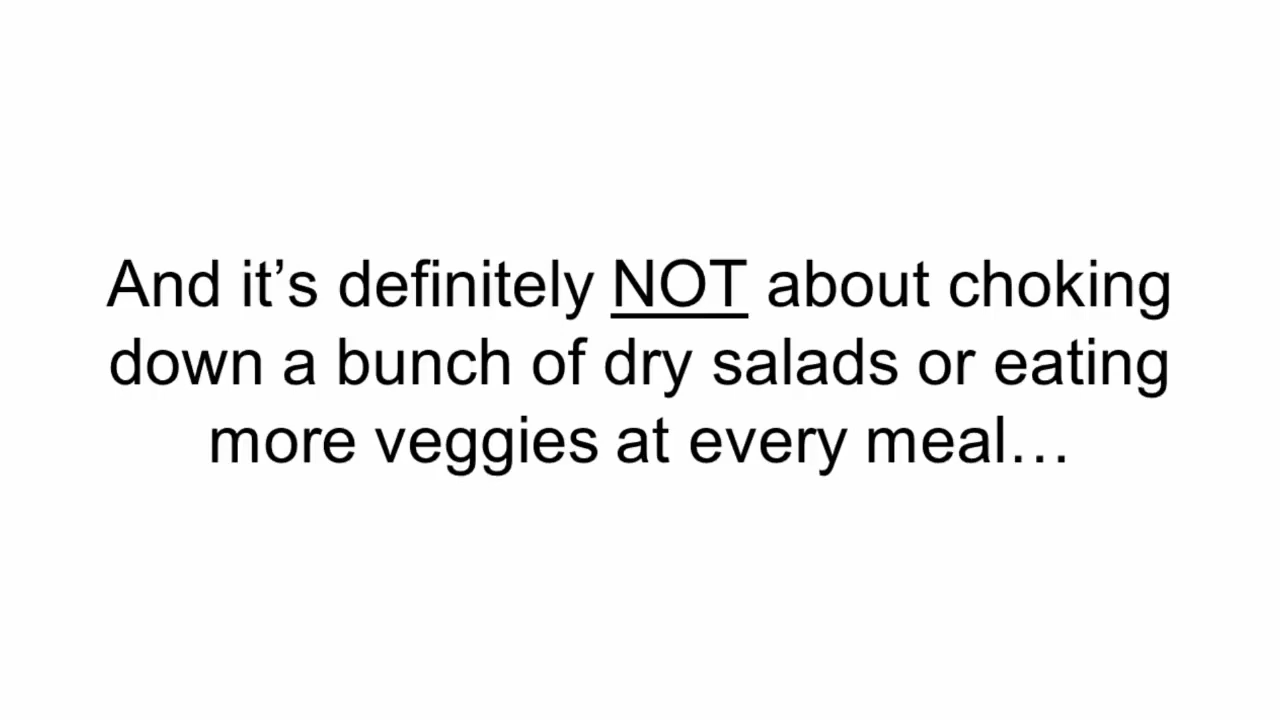 And it’s definitely NOT about choking
down a bunch of dry salads or eating
more veggies at every meal…